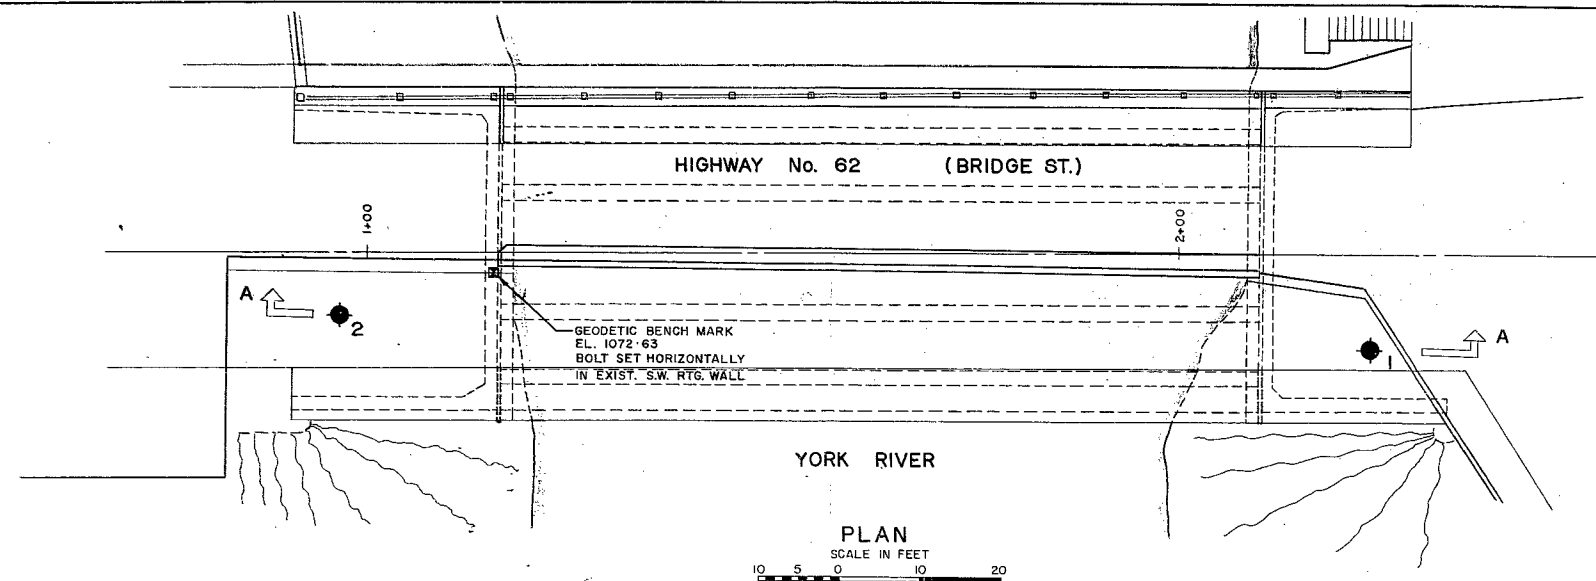 HIGHWAY No. 62 (BRIDGE ST.)
1+00
2+00
A
2
GEODETIC BENCH MARK
EL. 1072·63
BOLT SET HORIZONTALLY
IN EXIST. S.W. RTG. WALL
A
1
YORK RIVER
PLAN
SCALE IN FEET
10 5 0 10 20